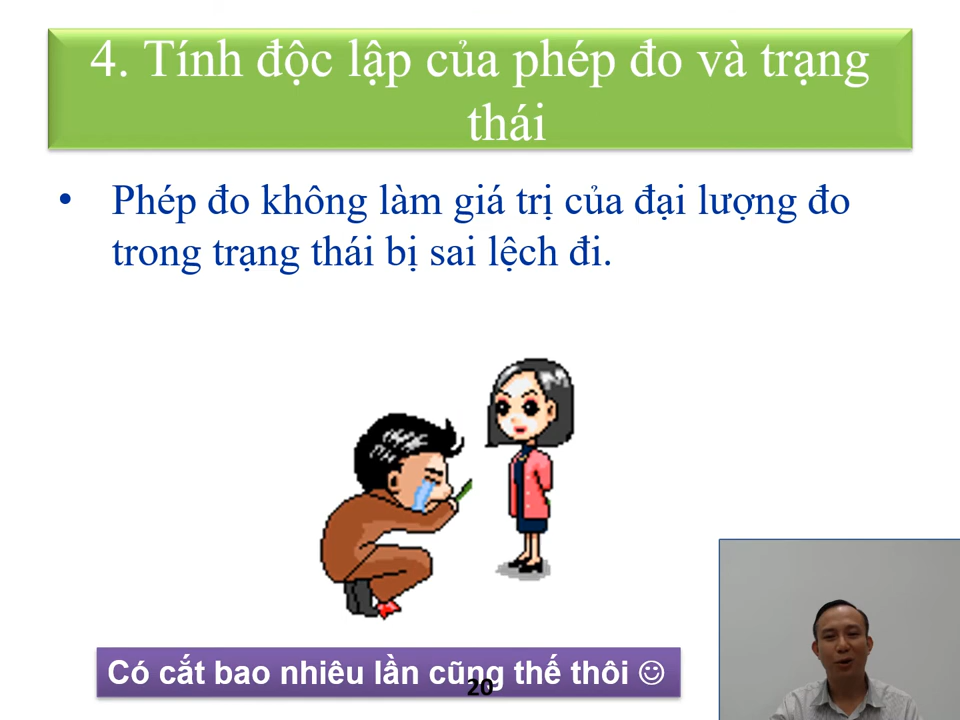 4. Tính độc lập của phép đo và trạng
thái
• Phép đo không làm giá trị của đại lượng đo
trong trạng thái bị sai lệch đi.
Có cắt bao nhiêu lần cũng thế thôi ☺
20